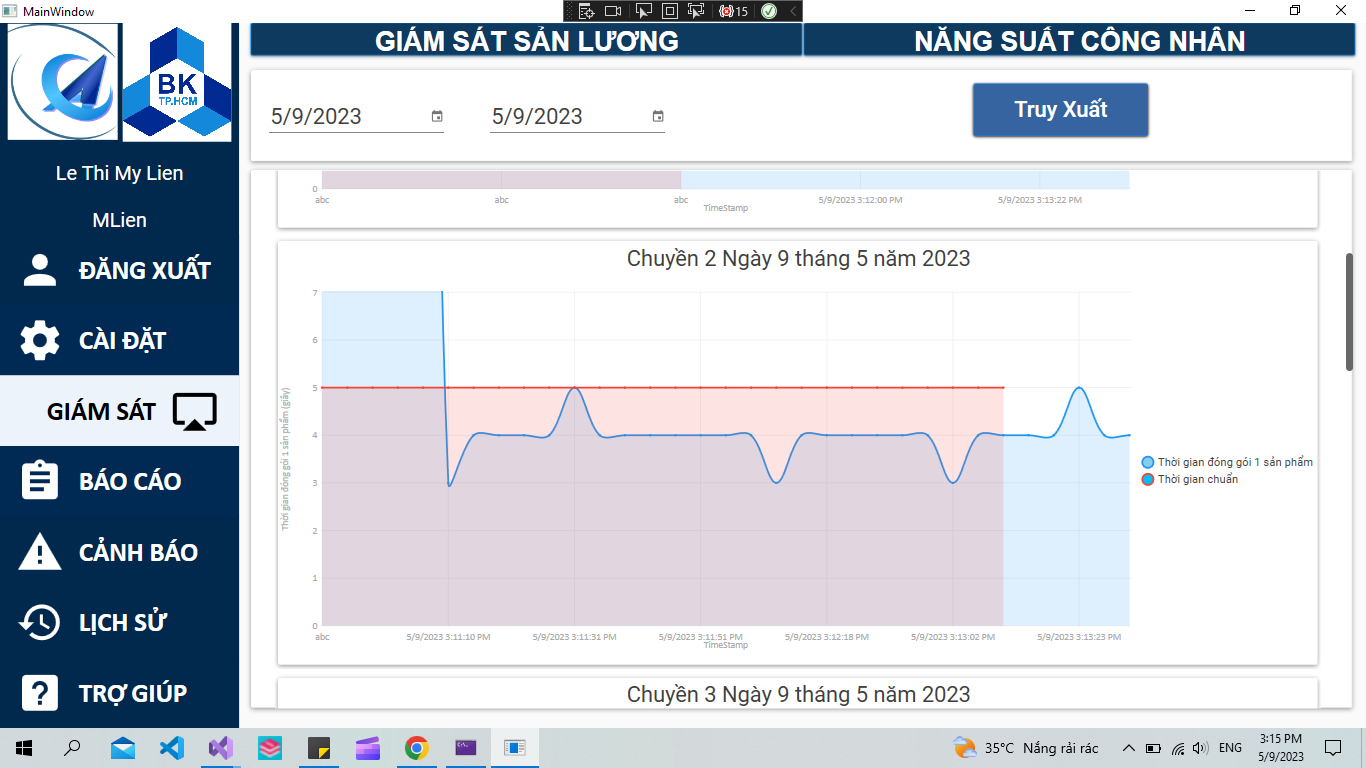 MainWindow
15
GIÁM SÁT SẢN LƯƠNG
NĂNG SUẤT CÔNG NHÂN
BK
TP.HCM
5/9/2023
5/9/2023
Truy Xuất
Le Thi My Lien
MLien
ĐĂNG XUẤT
CÀI ĐẶT
GIÁM SÁT
BÁO CÁO
CẢNH BÁO
LỊCH SỬ
TRỢ GIÚP
0
abc
abc
abc
5/9/2023 3:12:00 PM
5/9/2023 3:13:22 PM
TimeStamp
Chuyền 2 Ngày 9 tháng 5 năm 2023
7
6
5
4
3
2
1
0
Thời gian đóng gói 1 sản phẩm (giây)
abc
5/9/2023 3:11:10 PM
5/9/2023 3:11:31 PM
5/9/2023 3:11:51 PM
5/9/2023 3:12:18 PM
5/9/2023 3:13:02 PM
5/9/2023 3:13:23 PM
TimeStamp
Thời gian đóng gói 1 sản phẩm
Thời gian chuẩn
Chuyền 3 Ngày 9 tháng 5 năm 2023
35°C Nắng rải rác
ENG
3:15 PM
5/9/2023